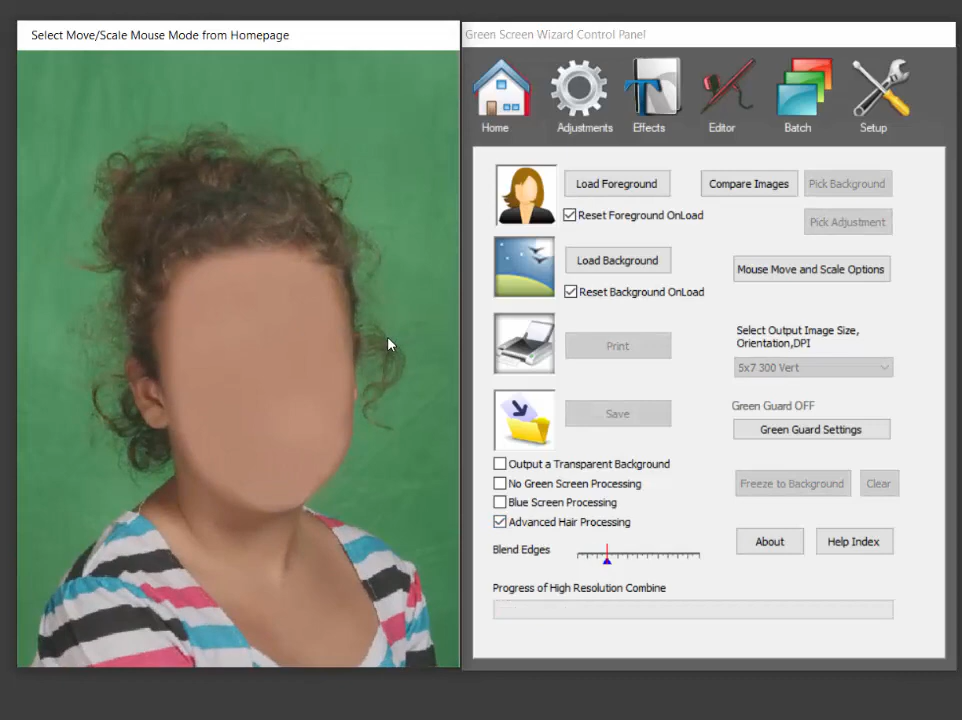 Select Move/Scale Mouse Mode from Homepage
Green Screen Wizard Control Panel
Home Adjustments Effects Editor Batch Setup
Load Foreground
Compare Images
Pick Background
Reset Foreground OnLoad
Pick Adjustment
Load Background
Mouse Move and Scale Options
Reset Background OnLoad
Select Output Image Size,
Orientation,DPI
Print
5x7 300 Vert
Green Guard OFF
Save
Green Guard Settings
Output a Transparent Background
No Green Screen Processing
Freeze to Background
Clear
Blue Screen Processing
Advanced Hair Processing
Blend Edges
About
Help Index
Progress of High Resolution Combine